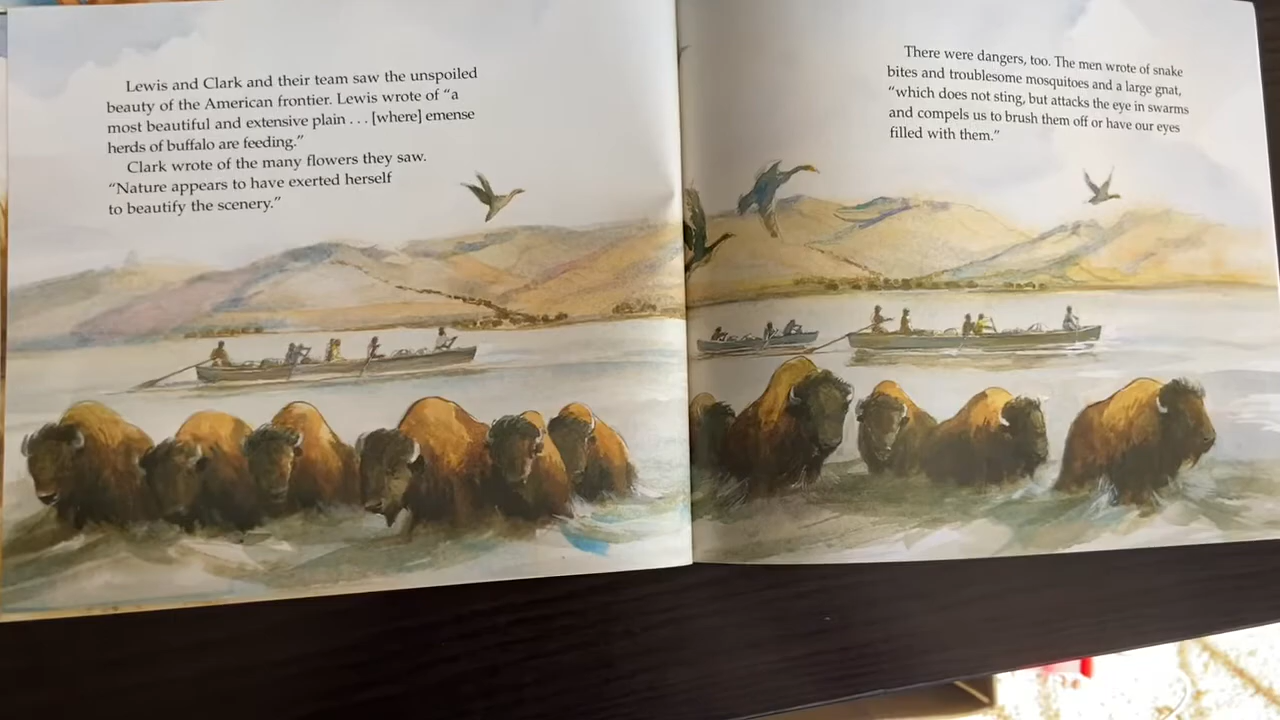 Lewis and Clark and their team saw the unspoiled
beauty of the American frontier. Lewis wrote of “a
most beautiful and extensive plain . . . [where] emense
herds of buffalo are feeding.”
Clark wrote of the many flowers they saw.
“Nature appears to have exerted herself
to beautify the scenery.”
There were dangers, too. The men wrote of snake
bites and troublesome mosquitoes and a large gnat,
“which does not sting, but attacks the eye in swarms
and compels us to brush them off or have our eyes
filled with them.”